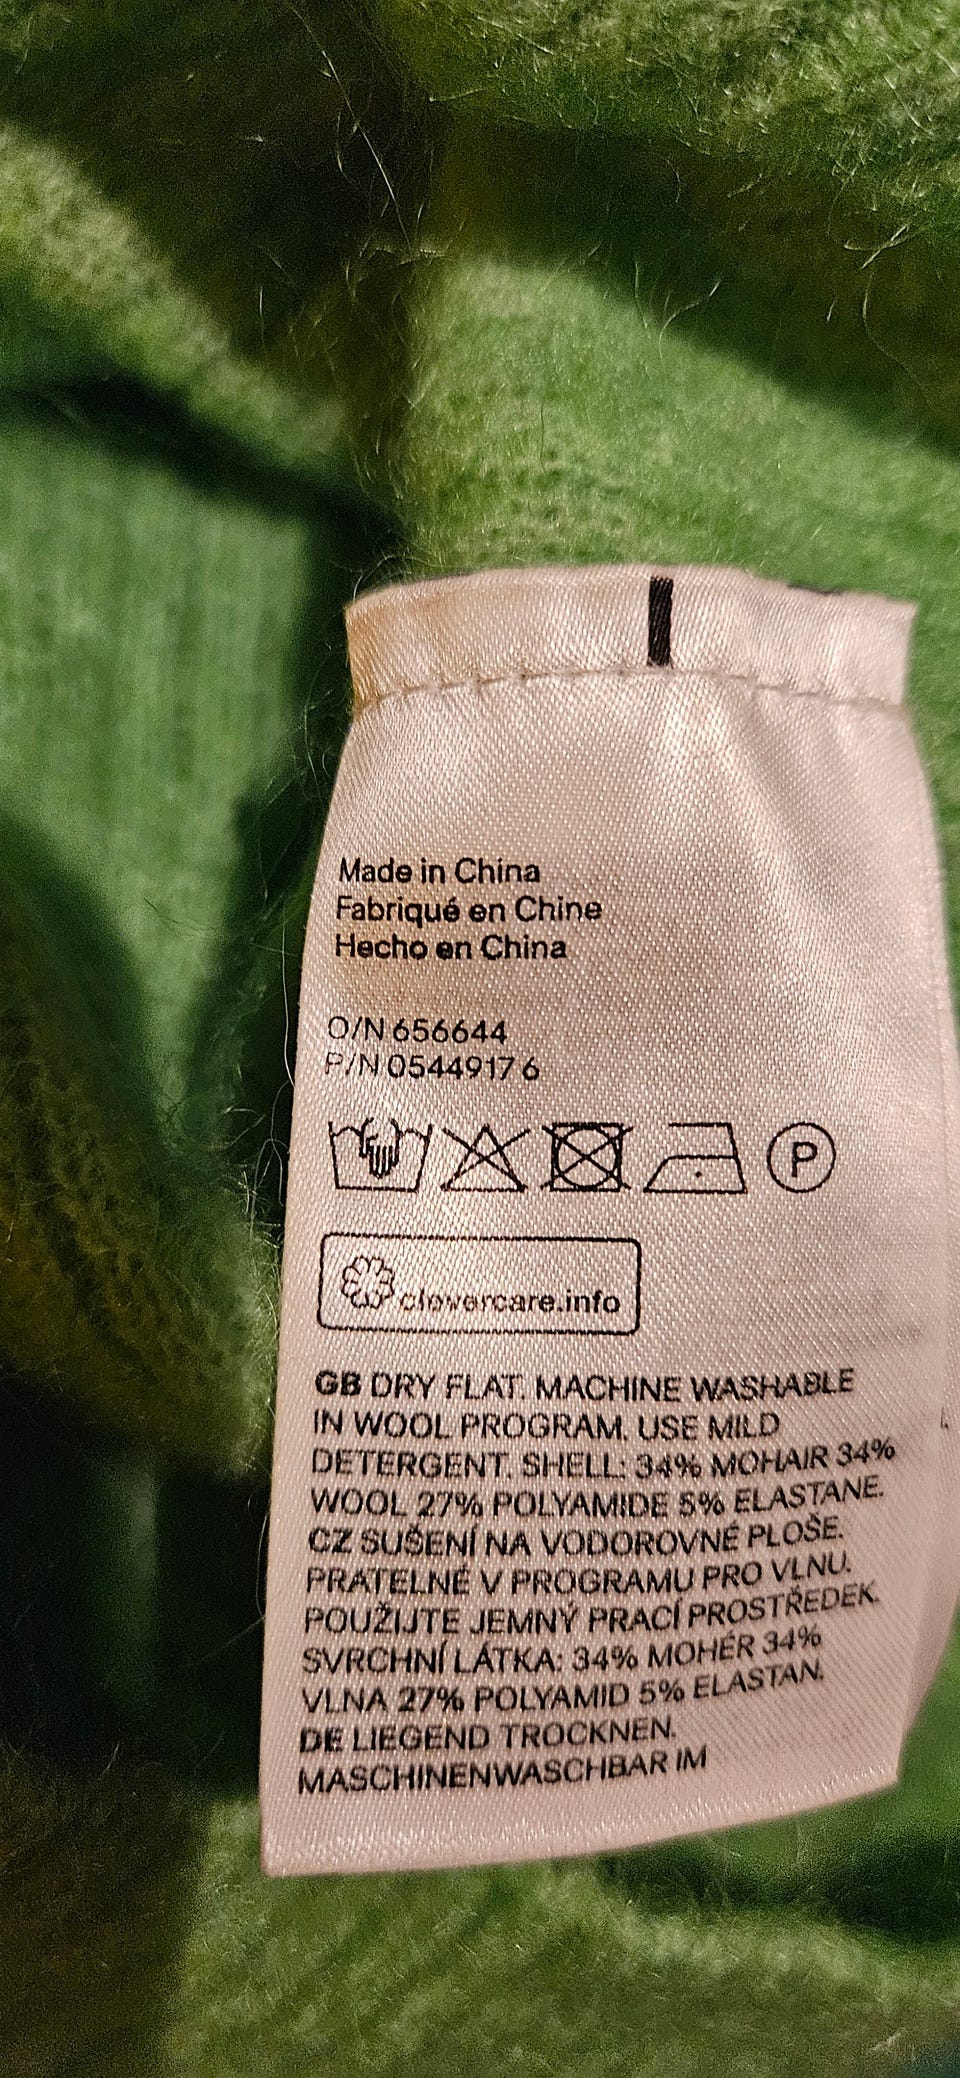 Made in China
Fabriqué en Chine
Hecho en China
O/N 656644
P/N 0544917 6
P
clevercare.info
GB DRY FLAT. MACHINE WASHABLE
IN WOOL PROGRAM. USE MILD
DETERGENT. SHELL: 34% MOHAIR 34%
WOOL 27% POLYAMIDE 5% ELASTANE.
CZ SUŠENÍ NA VODOROVNÉ PLOŠE.
PRATELNÉ V PROGRAMU PRO VLNU.
POUŽIJTE JEMNÝ PRACÍ PROSTŘEDEK.
SVRCHNÍ LÁTKA: 34% MOHÉR 34%
VLNA 27% POLYAMID 5% ELASTAN.
DE LIEGEND TROCKNEN.
MASCHINENWASCHBAR IM